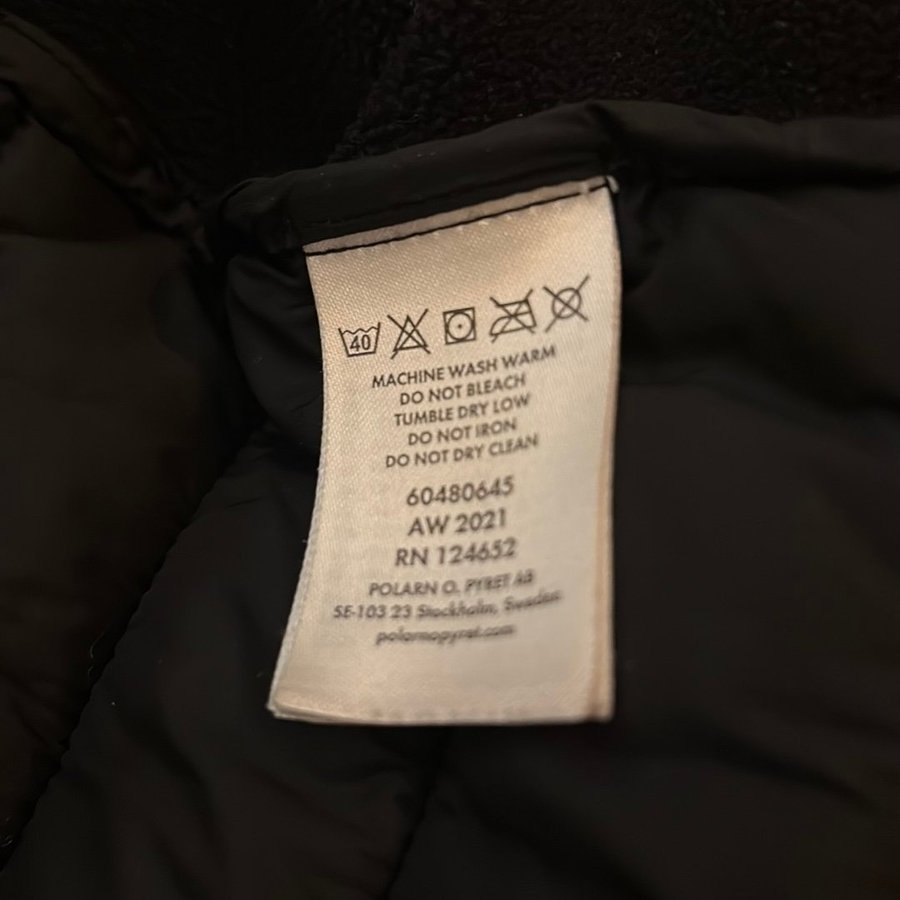 40
MACHINE WASH WARM
DO NOT BLEACH
TUMBLE DRY LOW
DO NOT IRON
DO NOT DRY CLEAN
60480645
AW 2021
RN 124652
POLARN O. PYRET AB
SE-103 23 Stockholm, Sweden
polarnopyret.com